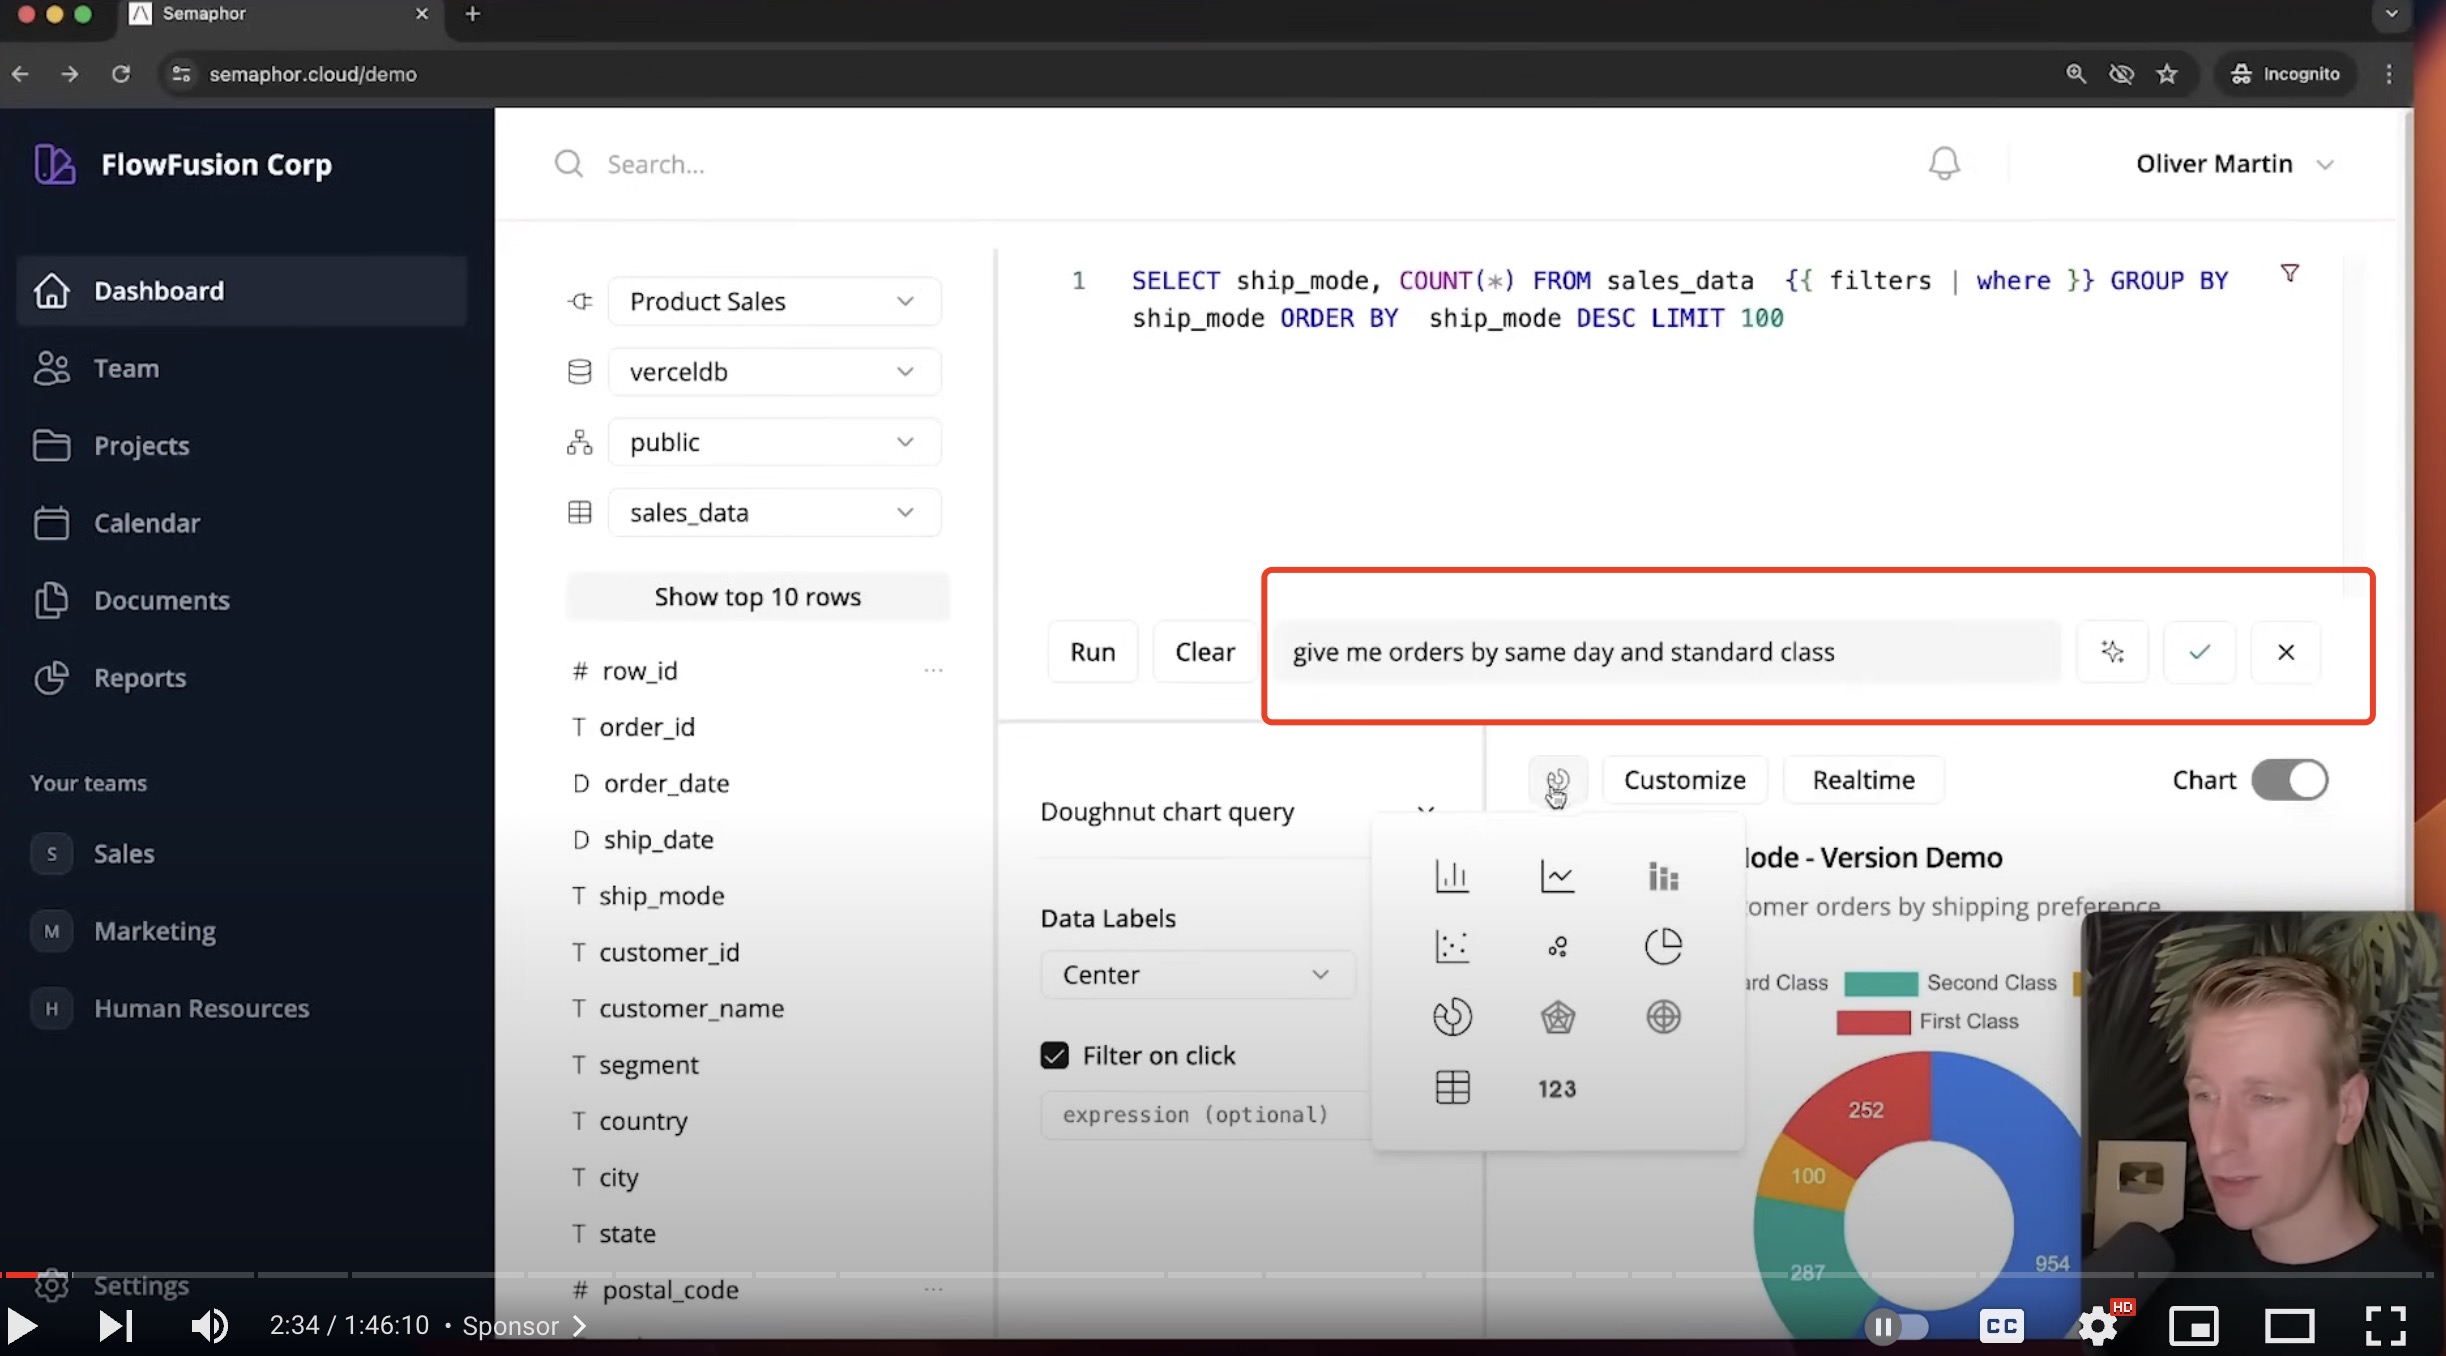 Semaphor
semaphor.cloud/demo
Incognito
FlowFusion Corp
Search...
Oliver Martin
Dashboard
Team
Projects
Calendar
Documents
Reports
Your teams
S Sales
M Marketing
H Human Resources
Settings
Product Sales
verceldb
public
sales_data
Show top 10 rows
# row_id ...
T order_id
D order_date
D ship_date
T ship_mode
T customer_id
T customer_name
T segment
T country
T city
T state
# postal_code ...
1 SELECT ship_mode, COUNT(*) FROM sales_data {{ filters | where }} GROUP BY
ship_mode ORDER BY ship_mode DESC LIMIT 100
Run Clear give me orders by same day and standard class
Doughnut chart query
Data Labels
Center
Filter on click
expression (optional)
Customize Realtime Chart
123
ode - Version Demo
omer orders by shipping preference
rd Class Second Class
First Class
252
100
287
954
2:34 / 1:46:10 • Sponsor
CC HD